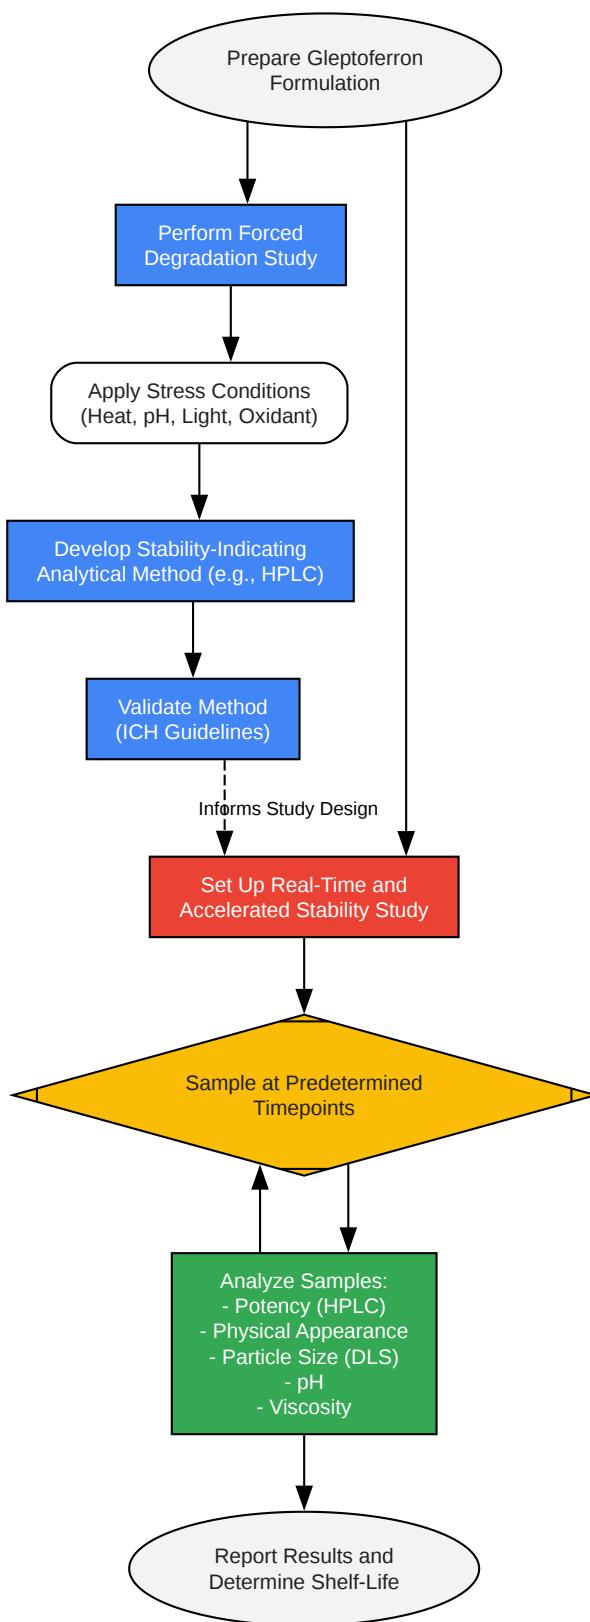 Prepare Gleptoferron
Formulation
Perform Forced
Degradation Study
Apply Stress Conditions
(Heat, pH, Light, Oxidant)
Develop Stability-Indicating
Analytical Method (e.g., HPLC)
Validate Method
(ICH Guidelines)
Informs Study Design
Set Up Real-Time and
Accelerated Stability Study
Sample at Predetermined
Timepoints
Analyze Samples:
- Potency (HPLC)
- Physical Appearance
- Particle Size (DLS)
- pH
- Viscosity
Report Results and
Determine Shelf-Life